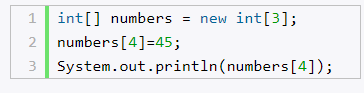 1 int[] numbers = new int[3];
2 numbers[4]=45;
3 System.out.println(numbers[4]);